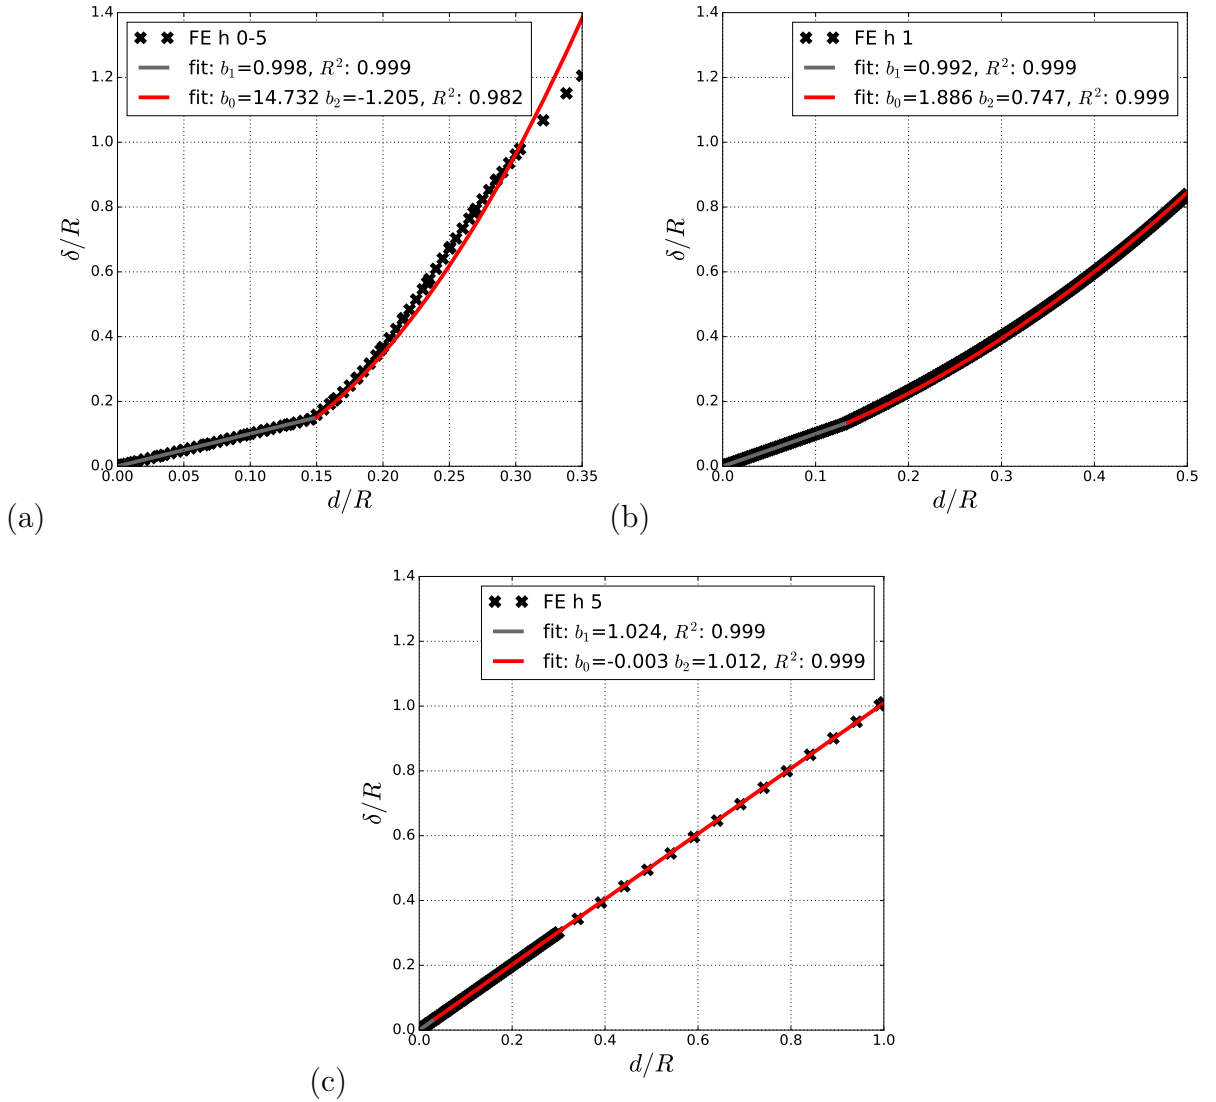 1.4
1.2
1.0
0.8
0.6
0.4
0.2
0.0
δ/R
FE h 0-5
fit: b₁=0.998, R²: 0.999
fit: b₀=14.732 b₂=-1.205, R²: 0.982
0.00 0.05 0.10 0.15 0.20 0.25 0.30 0.35
d/R
(a)
1.4
1.2
1.0
0.8
0.6
0.4
0.2
0.0
δ/R
FE h 1
fit: b₁=0.992, R²: 0.999
fit: b₀=1.886 b₂=0.747, R²: 0.999
0.0 0.1 0.2 0.3 0.4 0.5
d/R
(b)
1.4
1.2
1.0
0.8
0.6
0.4
0.2
0.0
δ/R
FE h 5
fit: b₁=1.024, R²: 0.999
fit: b₀=-0.003 b₂=1.012, R²: 0.999
0.0 0.2 0.4 0.6 0.8 1.0
d/R
(c)